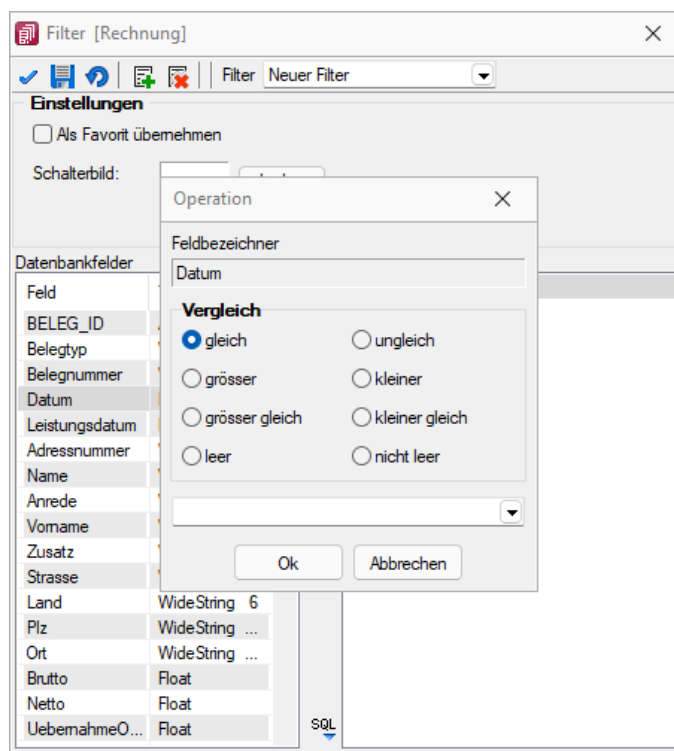 Filter [Rechnung]
Filter Neuer Filter
Einstellungen
Als Favorit übernehmen
Schalterbild:
Operation
Feldbezeichner
Datum
Vergleich
gleich ungleich
grösser kleiner
grösser gleich kleiner gleich
leer nicht leer
Ok Abbrechen
Datenbankfelder
Feld
BELEG_ID
Belegtyp
Belegnummer
Datum
Leistungsdatum
Adressnummer
Name
Anrede
Vorname
Zusatz
Strasse
Land WideString 6
Plz WideString ...
Ort WideString ...
Brutto Float
Netto Float
UebernahmeO... Float
SQL